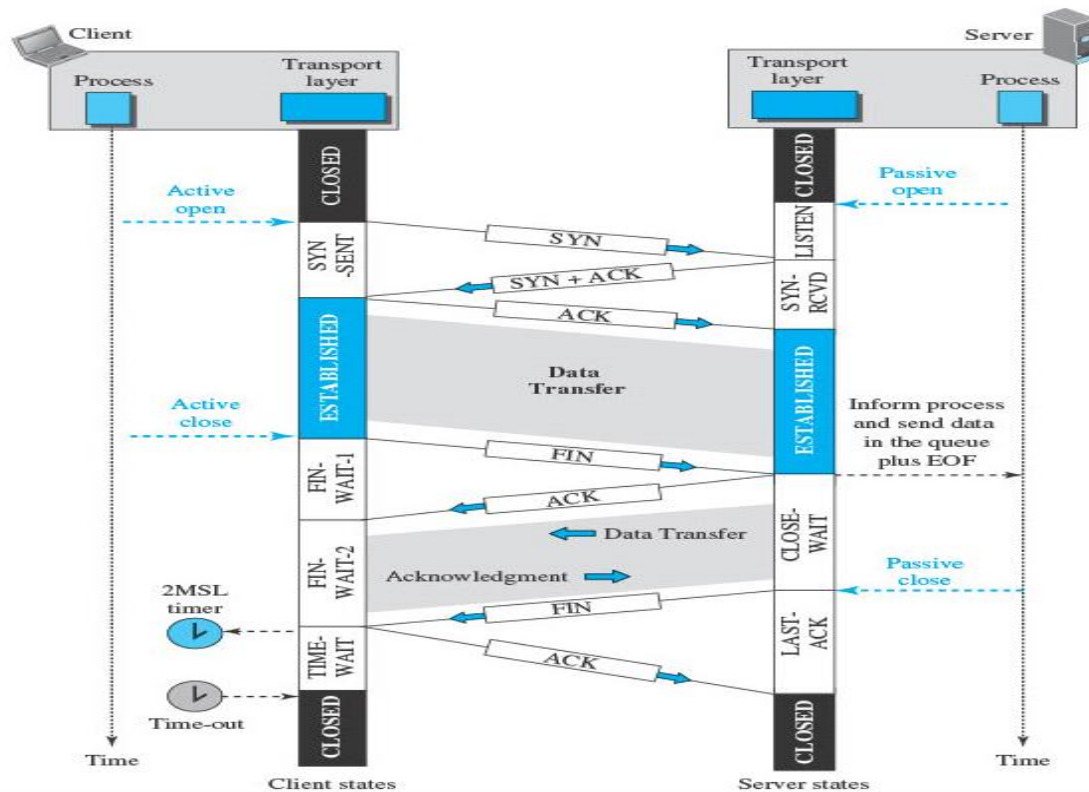 Client
Server
Process
Transport
layer
Transport
layer
Process
CLOSED
CLOSED
Active
open
Passive
open
LISTEN
SYN
SYN
-SENT
SYN + ACK
SYN-
RCVD
ACK
ESTABLISHED
Data
Transfer
ESTABLISHED
Active
close
Inform process
and send data
in the queue
plus EOF
FIN
FIN-
WAIT-1
ACK
CLOSE-
WAIT
Data Transfer
FIN-
WAIT-2
Acknowledgment
Passive
close
2MSL
timer
FIN
LAST-
ACK
TIME-
WAIT
ACK
Time-out
CLOSED
CLOSED
Time
Time
Client states
Server states